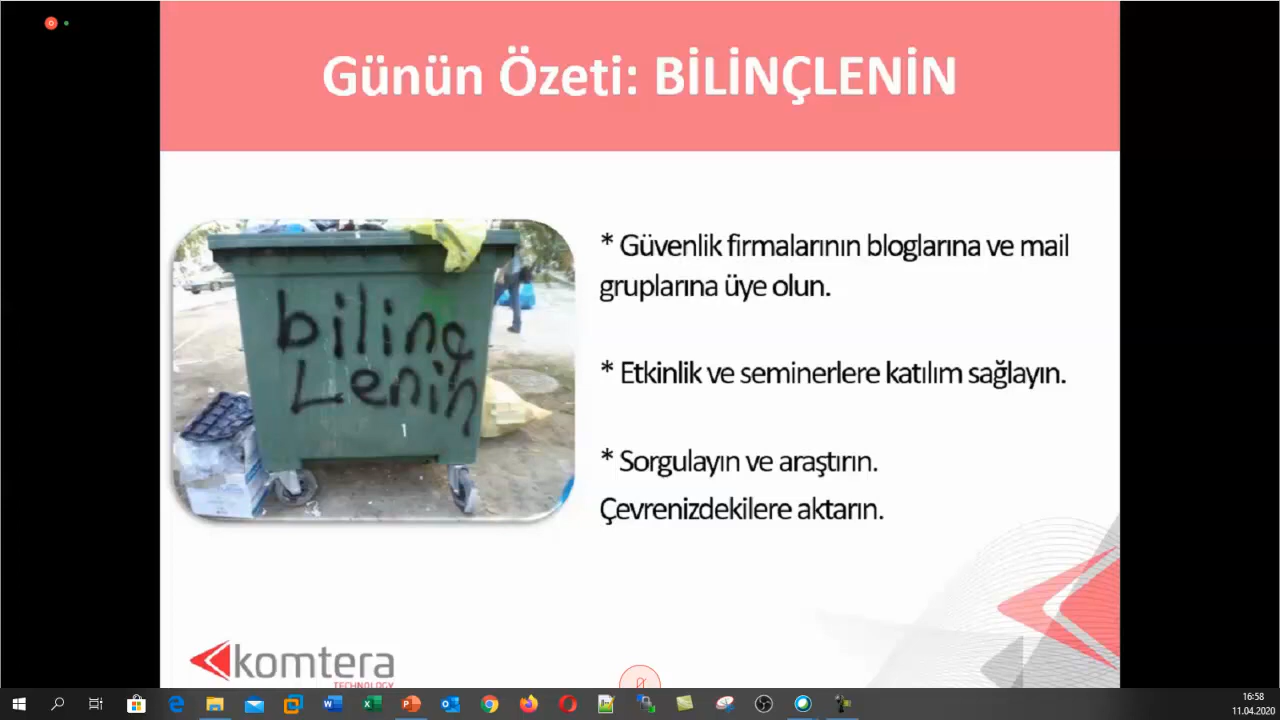 Günün Özeti: BİLİNÇLENİN
bilinç
Lenin
* Güvenlik firmalarının bloglarına ve mail
gruplarına üye olun.
* Etkinlik ve seminerlere katılım sağlayın.
* Sorgulayın ve araştırın.
Çevrenizdekilere aktarın.
komtera
TECHNOLOGY
16:58
11.04.2020